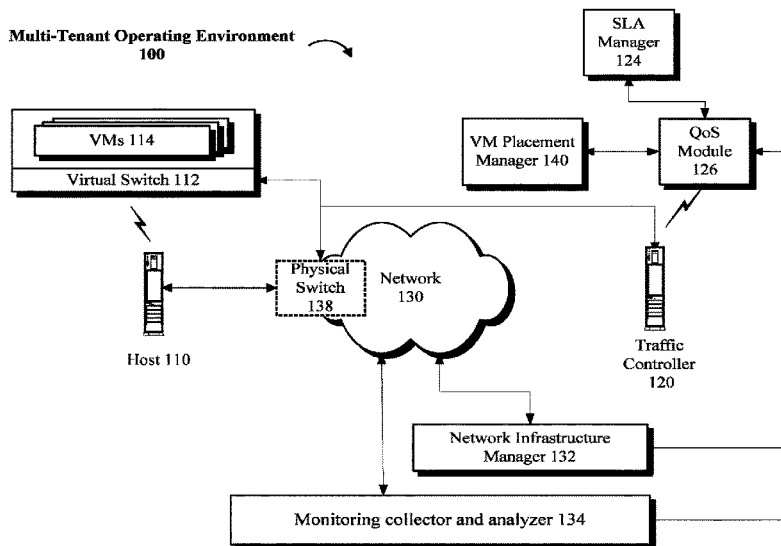 Multi-Tenant Operating Environment
100
SLA
Manager
124
VMs 114
Virtual Switch 112
VM Placement
Manager 140
QoS
Module
126
Physical
Switch
138
Network
130
Host 110
Traffic
Controller
120
Network Infrastructure
Manager 132
Monitoring collector and analyzer 134